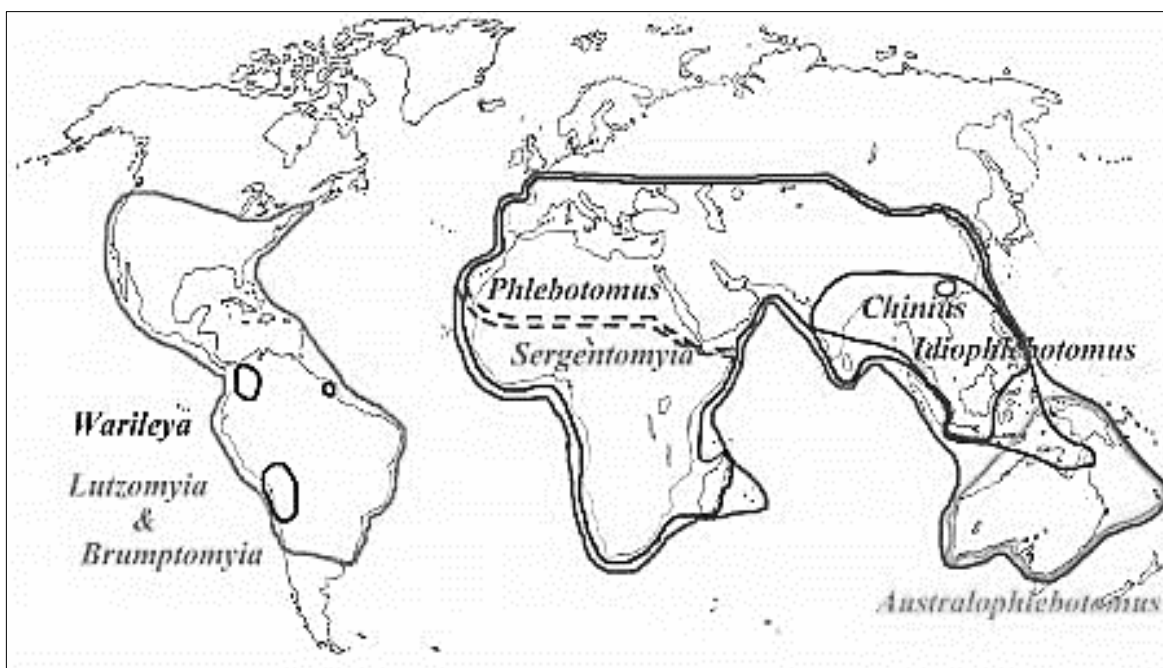 Phlebotomus
Chinius
Sergentomyia
Idiophlebotomus
Warileya
Lutzomyia
&
Brumptomyia
Australophlebotomus